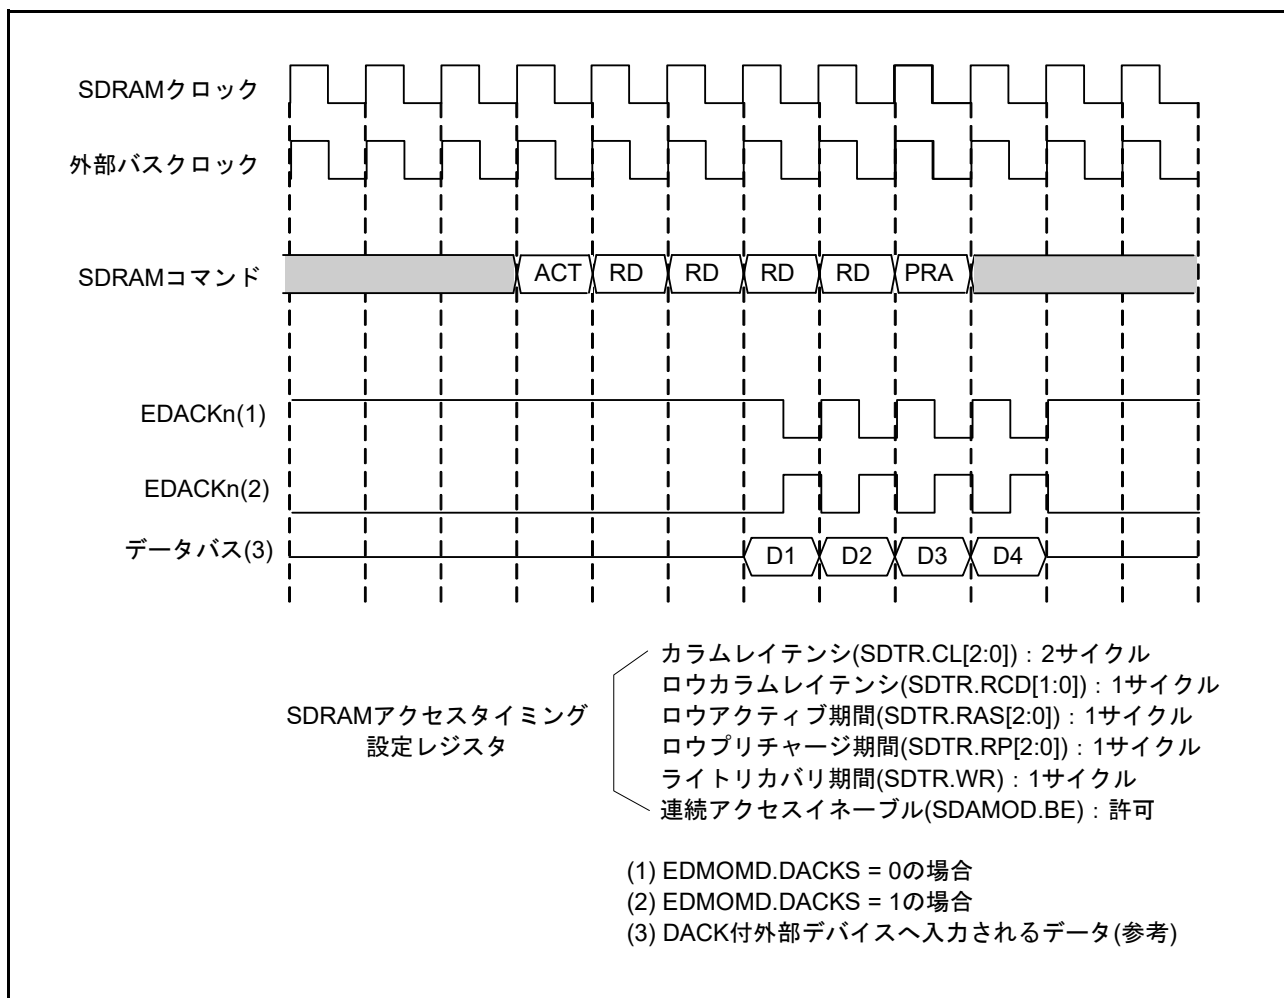 SDRAMクロック
外部バスクロック
SDRAMコマンド
ACT RD RD RD RD PRA
EDACKn(1)
EDACKn(2)
データバス(3)
D1 D2 D3 D4
SDRAMアクセスタイミング
設定レジスタ
カラムレイテンシ(SDTR.CL[2:0])：2サイクル
ロウカラムレイテンシ(SDTR.RCD[1:0])：1サイクル
ロウアクティブ期間(SDTR.RAS[2:0])：1サイクル
ロウプリチャージ期間(SDTR.RP[2:0])：1サイクル
ライトリカバリ期間(SDTR.WR)：1サイクル
連続アクセスイネーブル(SDAMOD.BE)：許可
(1) EDMOMD.DACKS = 0の場合
(2) EDMOMD.DACKS = 1の場合
(3) DACK付外部デバイスへ入力されるデータ(参考)